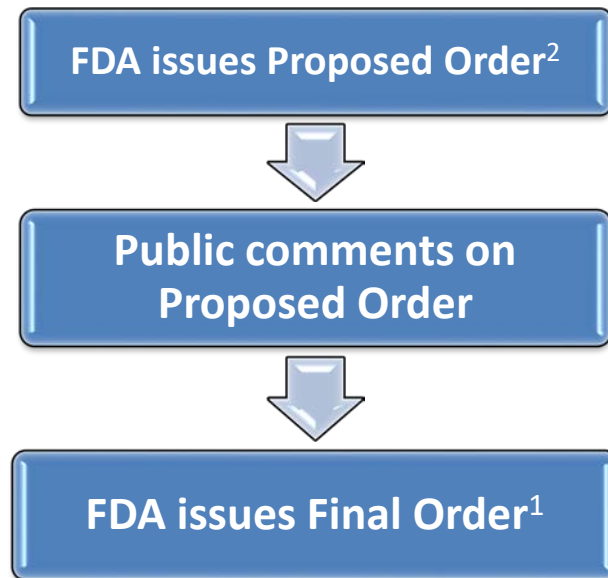 FDA issues Proposed Order²
Public comments on
Proposed Order
FDA issues Final Order¹